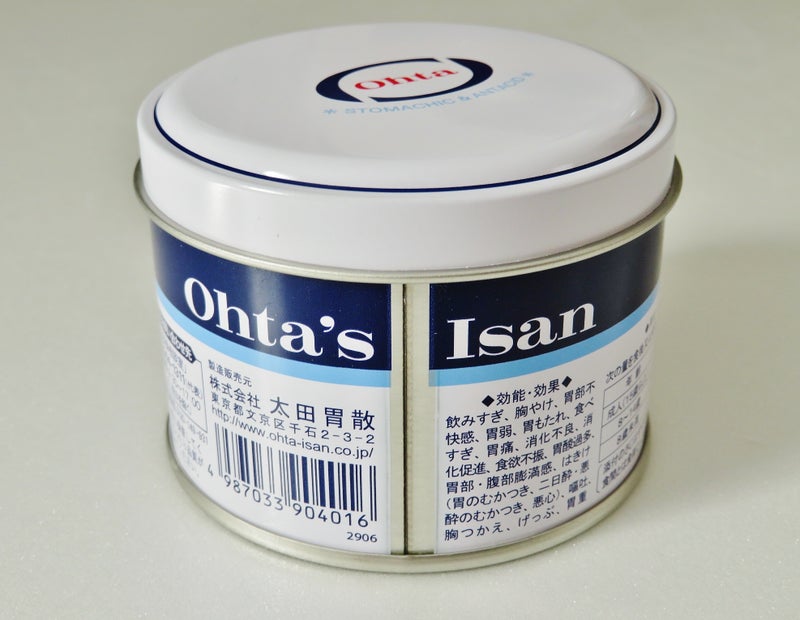 Ohta
* STOMACHIC & ANTACID *
Ohta's
製造販売元
株式会社 太田胃散
東京都文京区千石2-3-2
http://www.ohta-isan.co.jp/
4 987033 904016
2906
Isan
◆効能・効果◆
飲みすぎ、胸やけ、胃部不
快感、胃弱、胃もたれ、食べ
すぎ、胃痛、消化不良、消
化促進、食欲不振、胃酸過多、
胃部・腹部膨満感、はきけ
(胃のむかつき、二日酔・悪
酔のむかつき、悪心)、嘔吐、
胸つかえ、げっぷ、胃重
次の量を食後